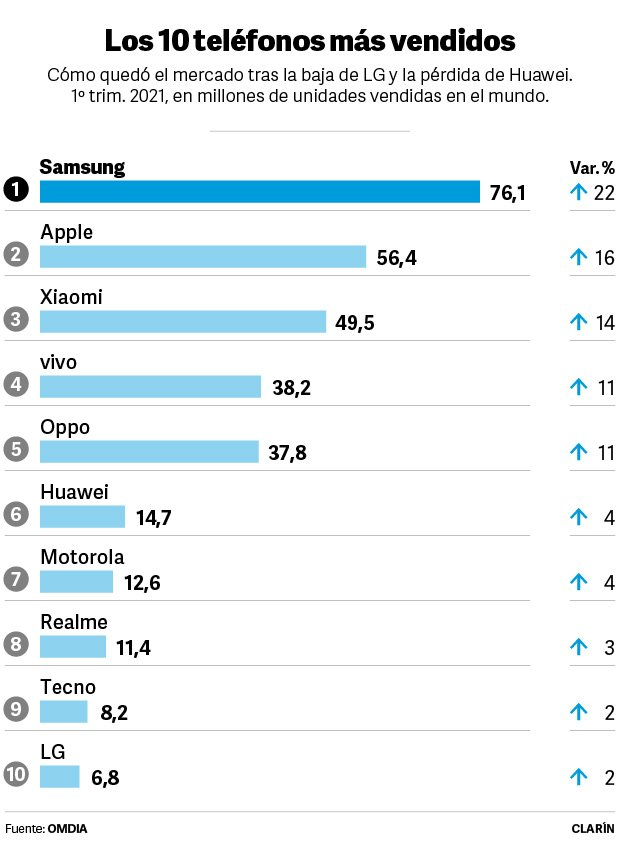 Los 10 teléfonos más vendidos
Cómo quedó el mercado tras la baja de LG y la pérdida de Huawei.
1º trim. 2021, en millones de unidades vendidas en el mundo.
Samsung
Var. %
1
76,1
22
Apple
2
56,4
16
Xiaomi
3
49,5
14
vivo
4
38,2
11
Oppo
5
37,8
11
Huawei
6
14,7
4
Motorola
7
12,6
4
Realme
8
11,4
3
Tecno
9
8,2
2
LG
10
6,8
2
Fuente: OMDIA
CLARÍN